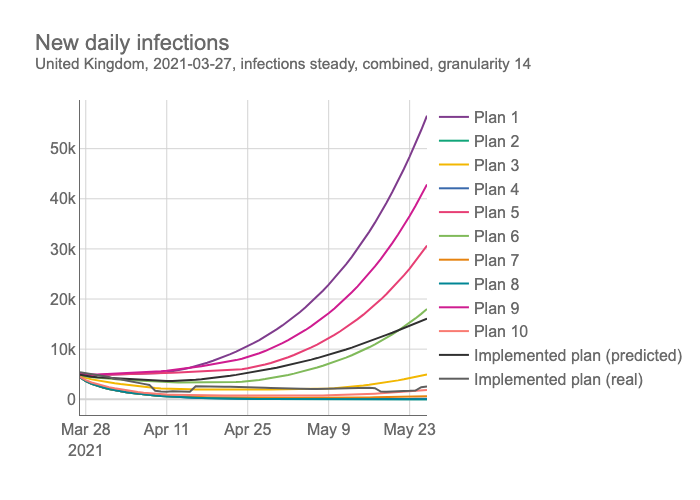 New daily infections
United Kingdom, 2021-03-27, infections steady, combined, granularity 14
50k
40k
30k
20k
10k
0
Mar 28
2021
Apr 11
Apr 25
May 9
May 23
Plan 1
Plan 2
Plan 3
Plan 4
Plan 5
Plan 6
Plan 7
Plan 8
Plan 9
Plan 10
Implemented plan (predicted)
Implemented plan (real)